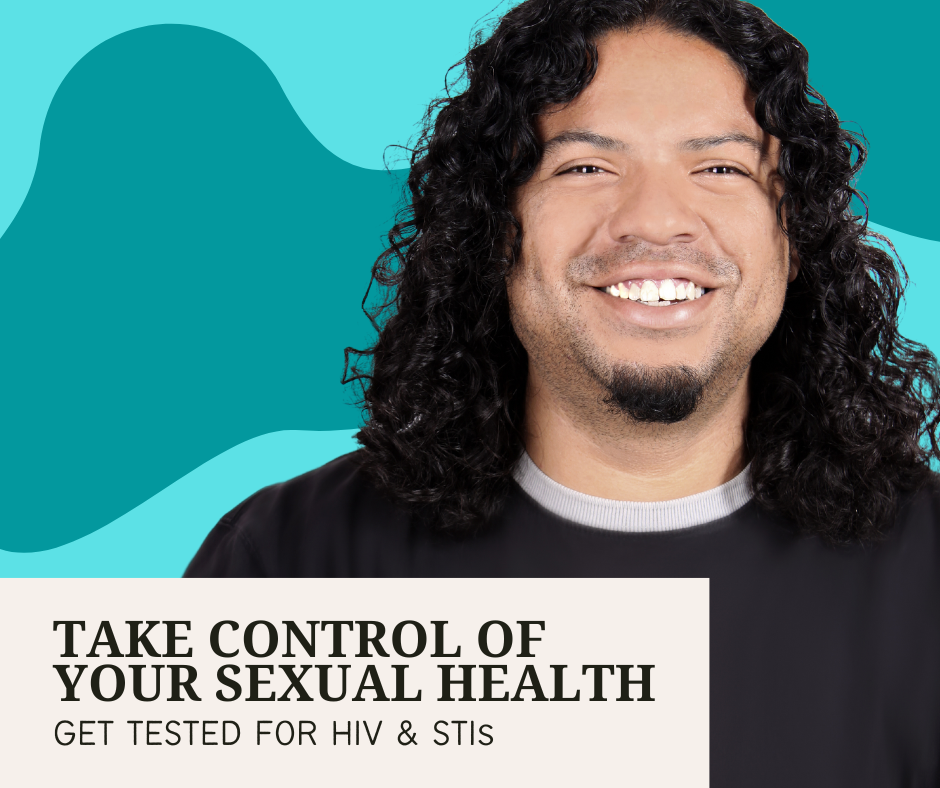 TAKE CONTROL OF
YOUR SEXUAL HEALTH
GET TESTED FOR HIV & STIs